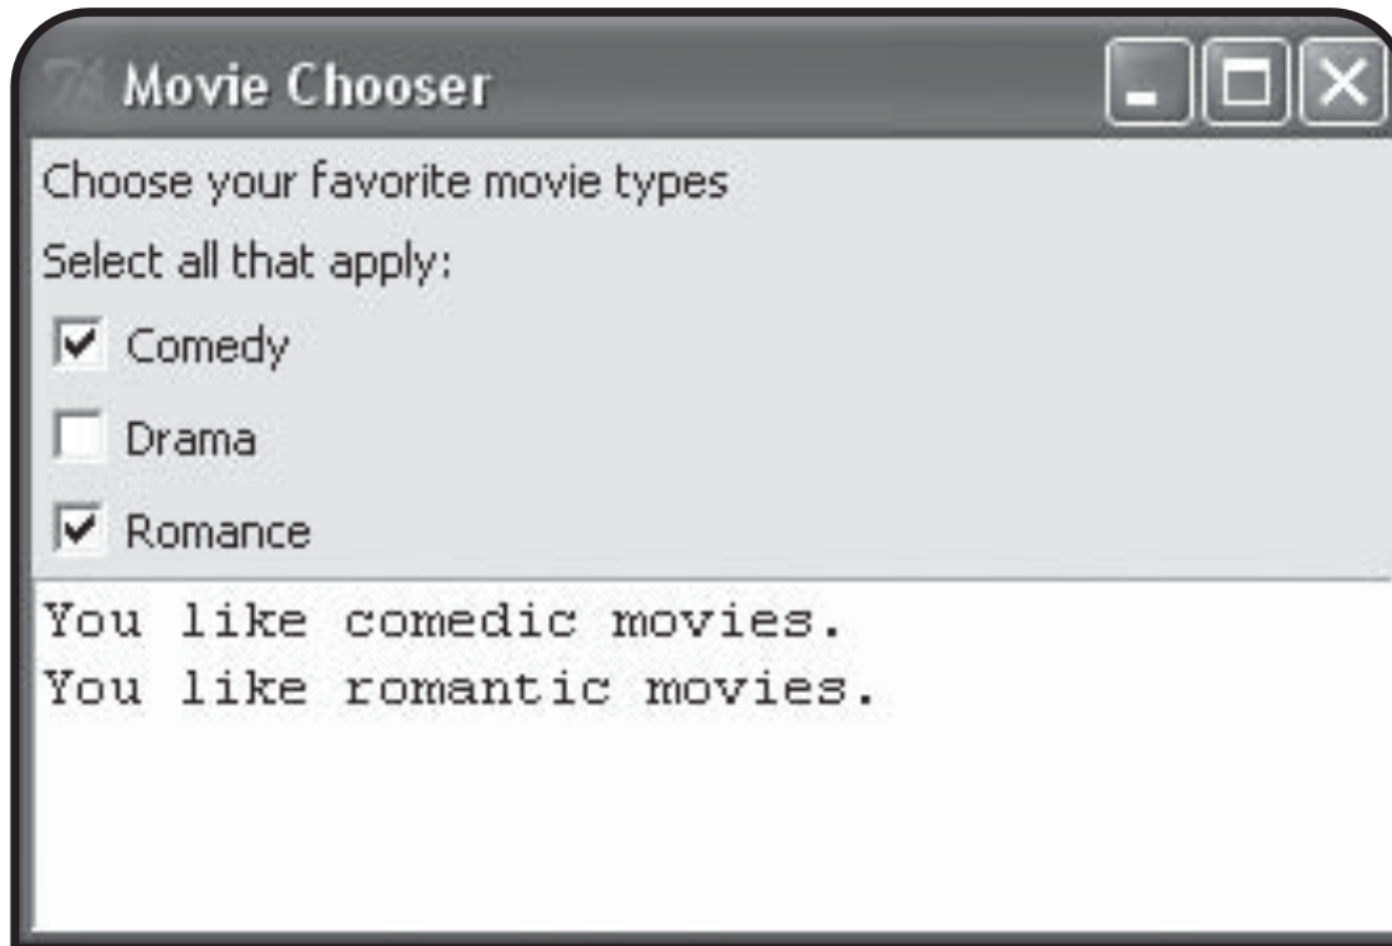 Movie Chooser
Choose your favorite movie types
Select all that apply:
Comedy
Drama
Romance
You like comedic movies.
You like romantic movies.